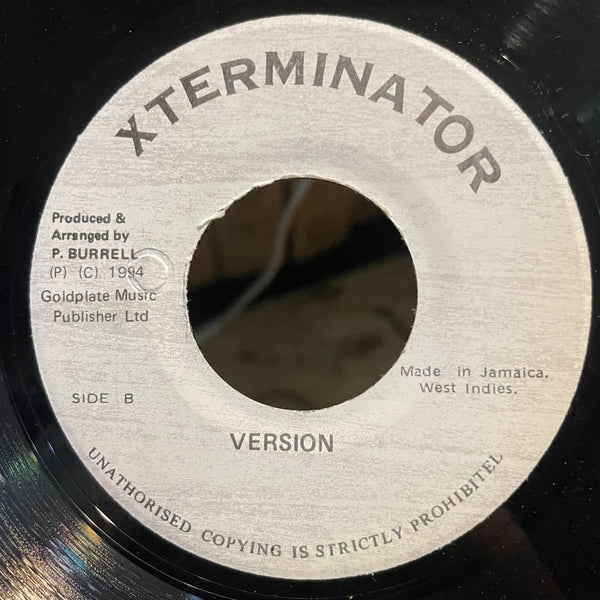 XTERMINATOR
Produced &
Arranged by
P. BURRELL
(P) (C) 1994
Goldplate Music
Publisher Ltd
Made in Jamaica.
West Indies.
SIDE B
VERSION
UNATHORISED COPYING IS STRICTLY PROHIBITEL